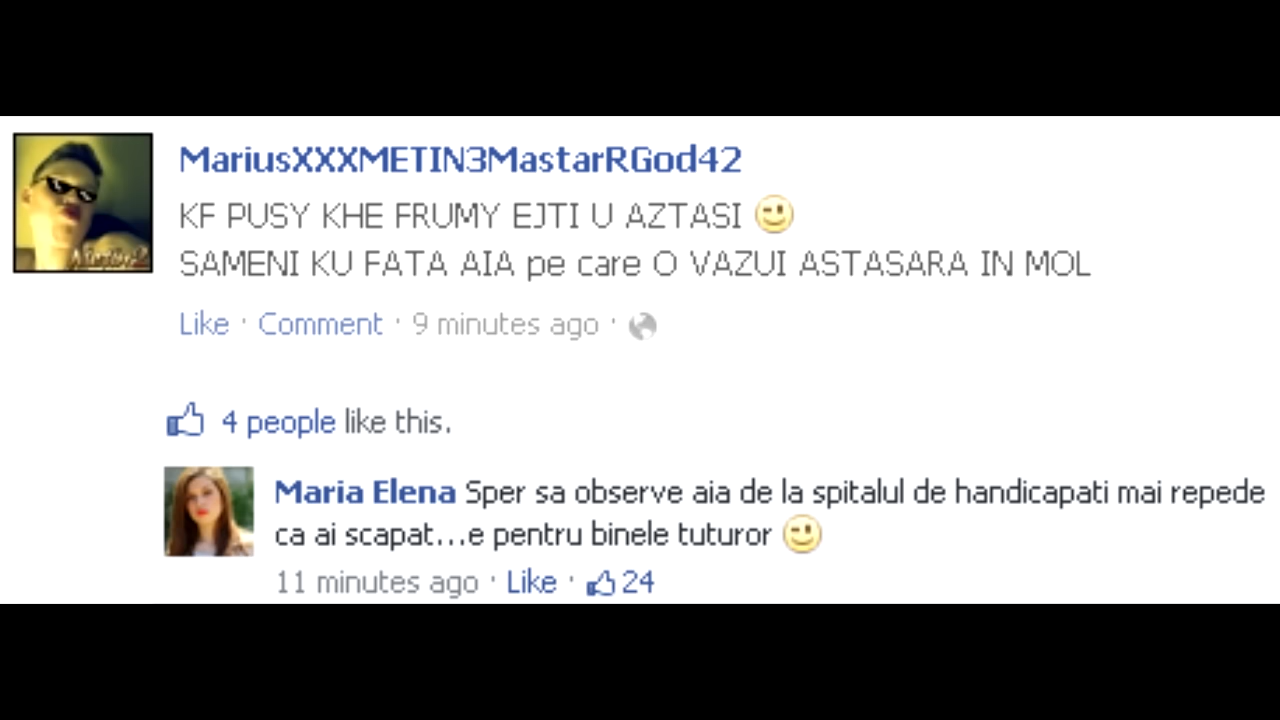 MariusXXXMETIN3MastarRGod42
KF PUSY KHE FRUMY EJTI U AZTASI
SAMENI KU FATA AIA pe care O VAZUI ASTASARA IN MOL
Like · Comment · 9 minutes ago ·
4 people like this.
Maria Elena Sper sa observe aia de la spitalul de handicapati mai repede
ca ai scapat...e pentru binele tuturor
11 minutes ago · Like · 24